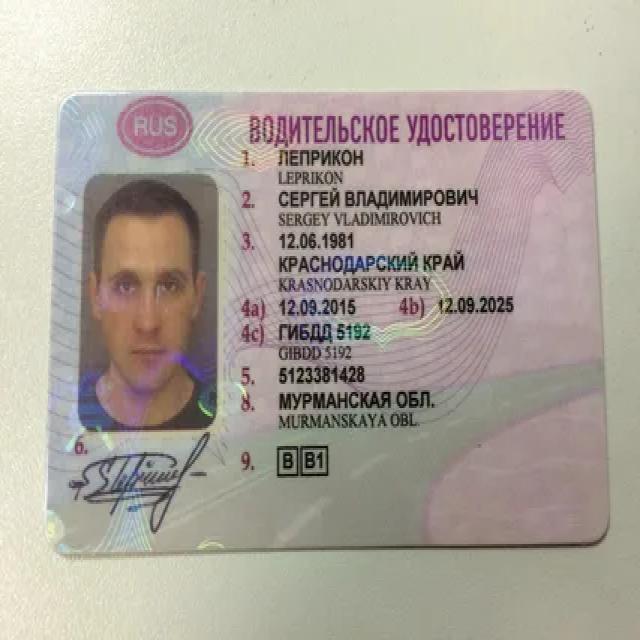 RUS
ВОДИТЕЛЬСКОЕ УДОСТОВЕРЕНИЕ
1. ЛЕПРИКОН
LEPRIKON
2. СЕРГЕЙ ВЛАДИМИРОВИЧ
SERGEY VLADIMIROVICH
3. 12.06.1981
КРАСНОДАРСКИЙ КРАЙ
KRASNODARSKIY KRAY
4a) 12.09.2015 4b) 12.09.2025
4c) ГИБДД 5192
GIBDD 5192
5. 5123381428
8. МУРМАНСКАЯ ОБЛ.
MURMANSKAYA OBL.
6.
9. B B1